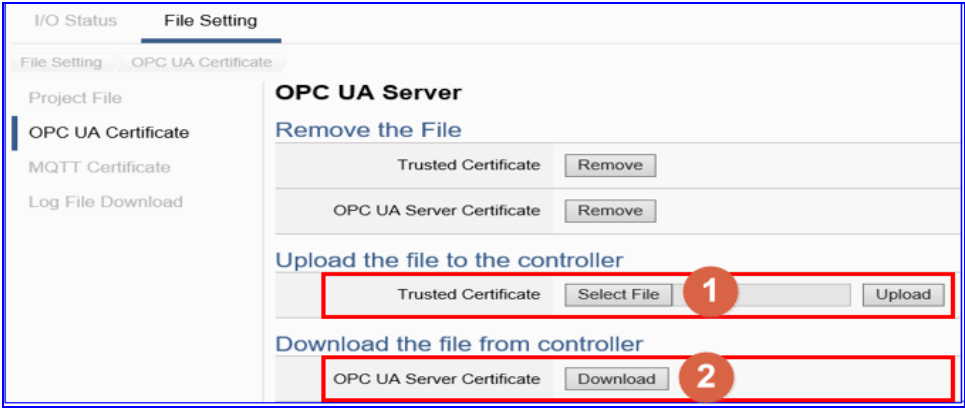 I/O Status File Setting
File Setting OPC UA Certificate
Project File
OPC UA Certificate
MQTT Certificate
Log File Download
OPC UA Server
Remove the File
Trusted Certificate Remove
OPC UA Server Certificate Remove
Upload the file to the controller
Trusted Certificate Select File 1 Upload
Download the file from controller
OPC UA Server Certificate Download 2